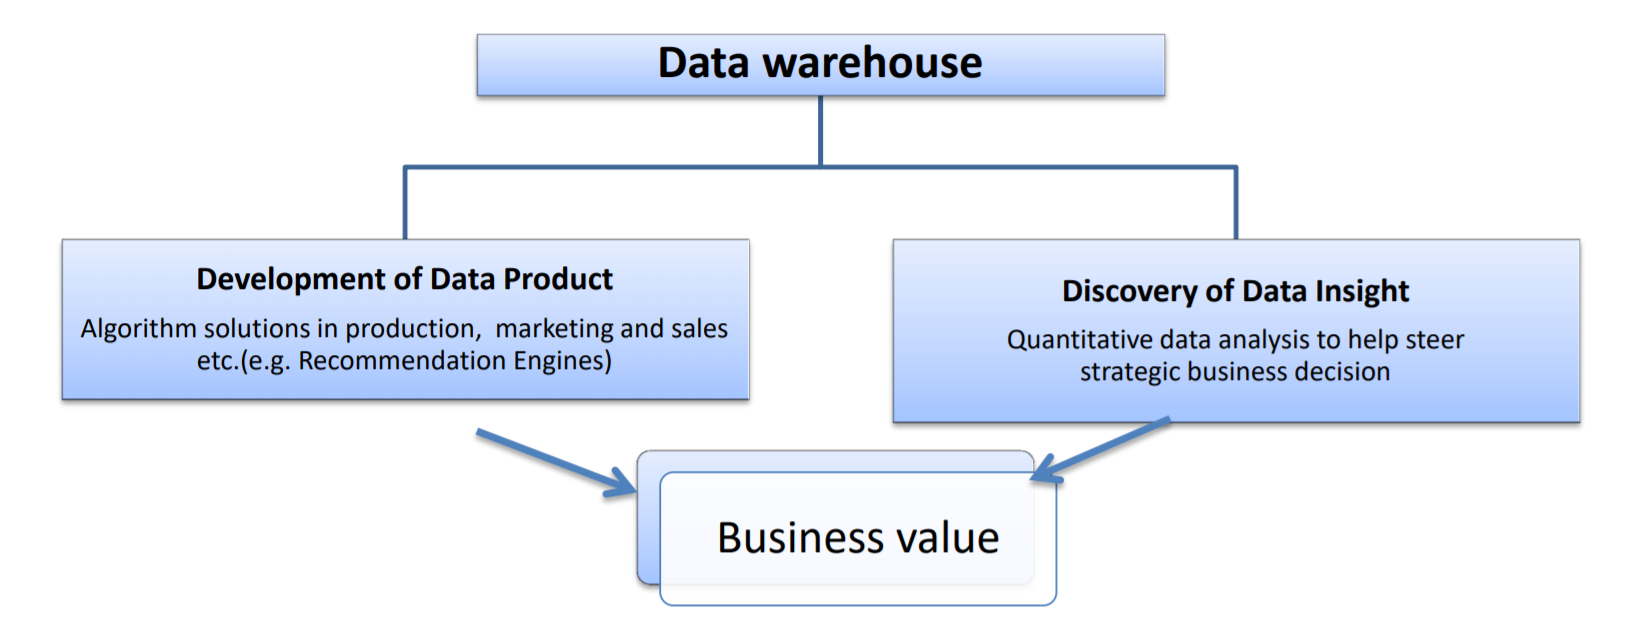 Data warehouse
Development of Data Product
Algorithm solutions in production,  marketing and sales
etc.(e.g. Recommendation Engines)
Discovery of Data Insight
Quantitative data analysis to help steer
strategic business decision
Business value